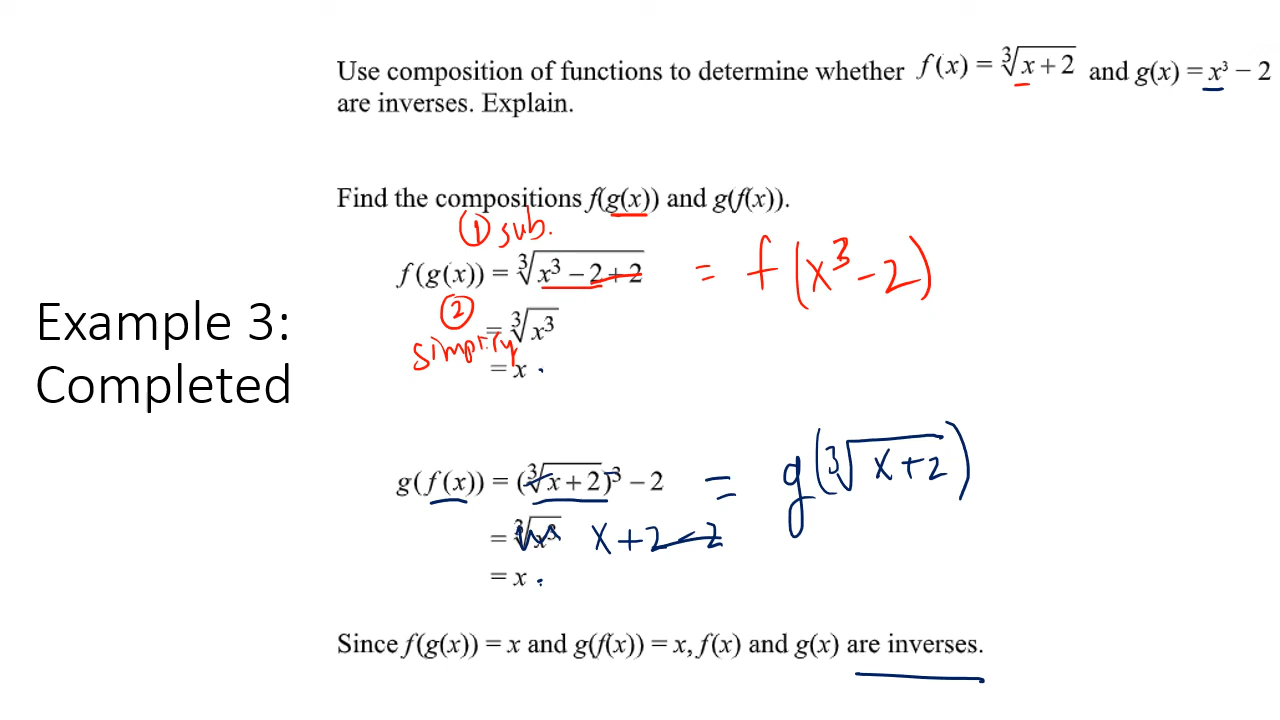 Use composition of functions to determine whether f(x) = ∛(x + 2) and g(x) = x³ − 2
are inverses. Explain.
Find the compositions f(g(x)) and g(f(x)).
① sub.
f(g(x)) = ∛(x³ − 2 + 2) = f(x³ − 2)
②
= ∛(x³)
simplify
= x .
Example 3:
Completed
g(f(x)) = (∛(x + 2))³ − 2 = g(∛(x + 2))
= ∛(x³) x + 2 − 2
= x .
Since f(g(x)) = x and g(f(x)) = x, f(x) and g(x) are inverses.